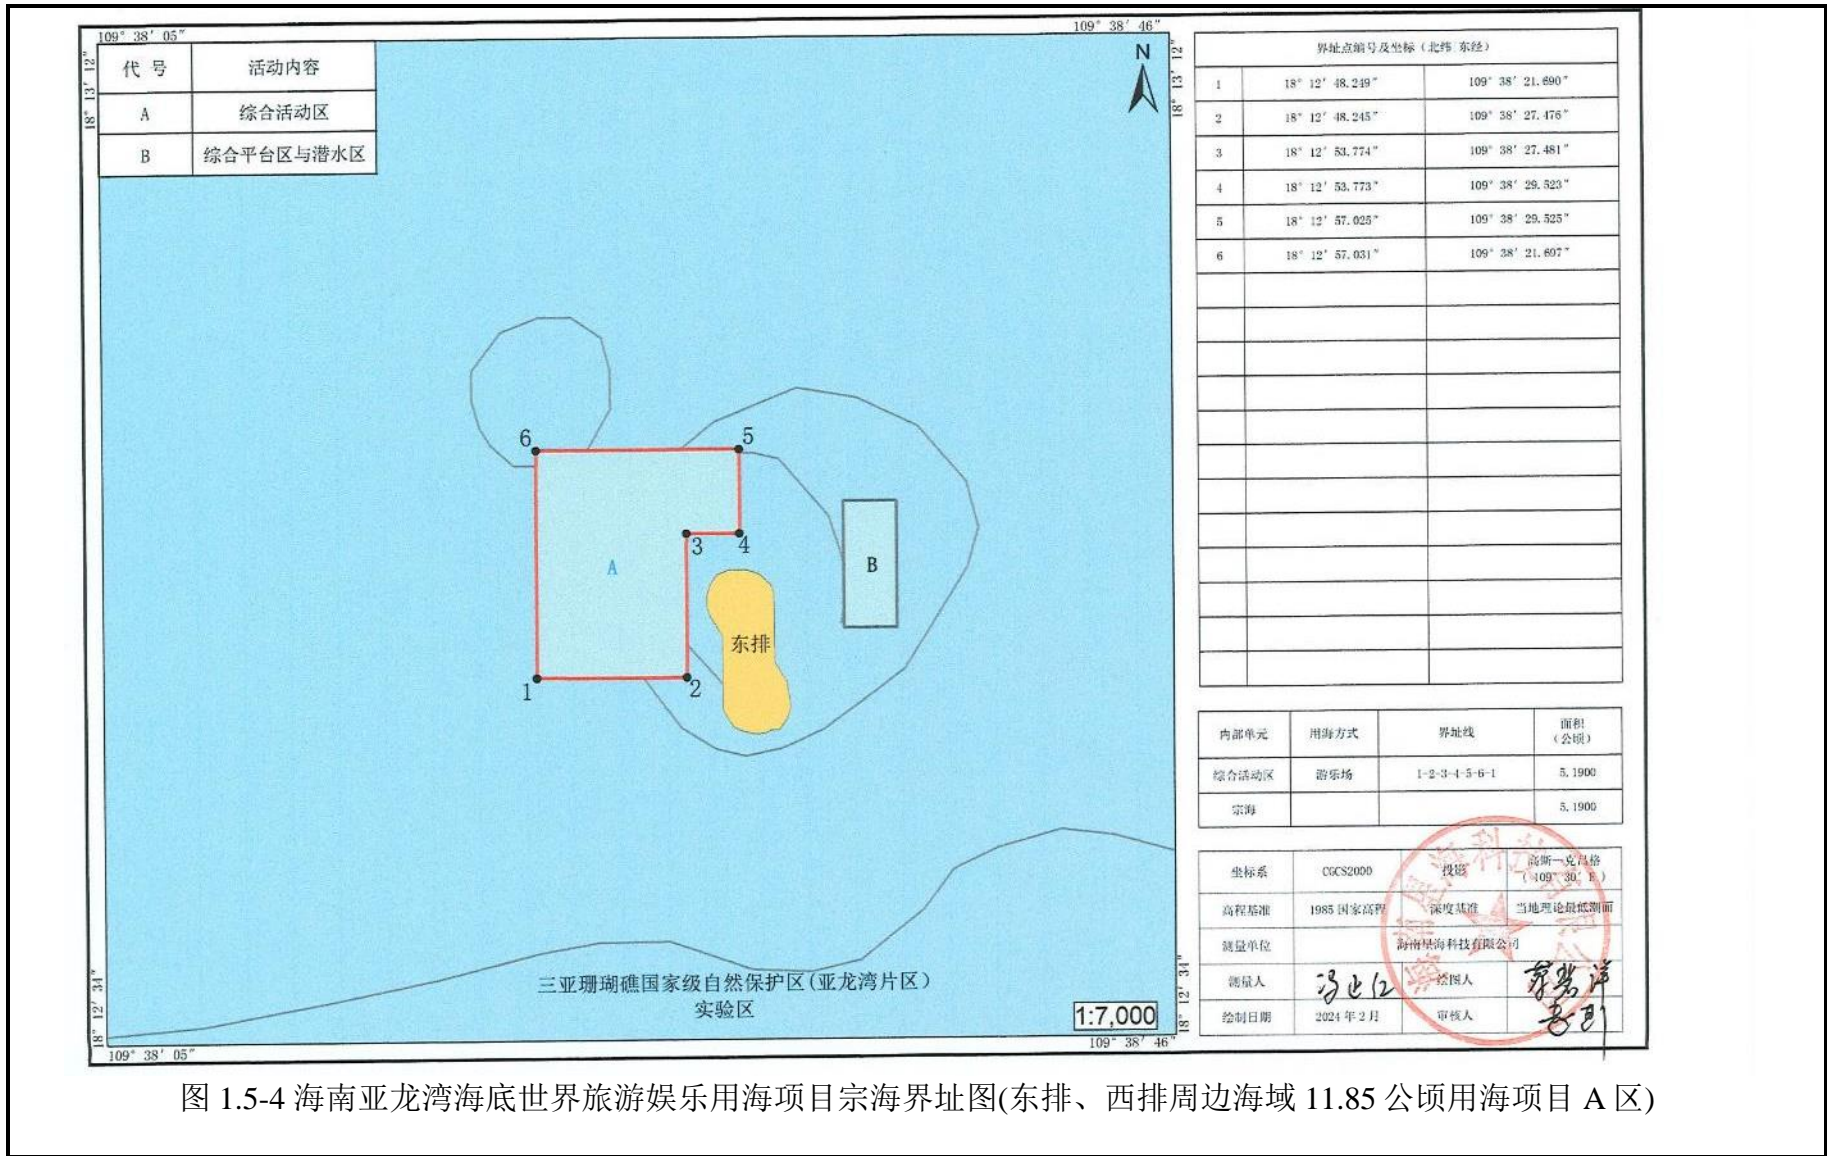 109° 38′ 05″
109° 38′ 46″
18° 13′ 12″
18° 13′ 12″
代 号 活动内容
A 综合活动区
B 综合平台区与潜水区
N
6
5
3
4
A
B
东排
1
2
三亚珊瑚礁国家级自然保护区(亚龙湾片区)
实验区
1:7,000
18° 12′ 34″
18° 12′ 34″
109° 38′ 05″
109° 38′ 46″
界址点编号及坐标(北纬 东经)
1 18° 12′ 48.249″ 109° 38′ 21.690″
2 18° 12′ 48.245″ 109° 38′ 27.476″
3 18° 12′ 53.774″ 109° 38′ 27.481″
4 18° 12′ 53.773″ 109° 38′ 29.523″
5 18° 12′ 57.025″ 109° 38′ 29.525″
6 18° 12′ 57.031″ 109° 38′ 21.697″
内部单元 用海方式 界址线 面积
(公顷)
综合活动区 游乐场 1-2-3-4-5-6-1 5.1900
宗海 5.1900
坐标系 CGCS2000 投影 高斯—克吕格
(109° 30′ E)
高程基准 1985国家高程 深度基准 当地理论最低潮面
测量单位 海南星海科技有限公司
测量人 绘图人
绘制日期 2024年2月 审核人
图 1.5-4 海南亚龙湾海底世界旅游娱乐用海项目宗海界址图(东排、西排周边海域 11.85 公顷用海项目 A 区)